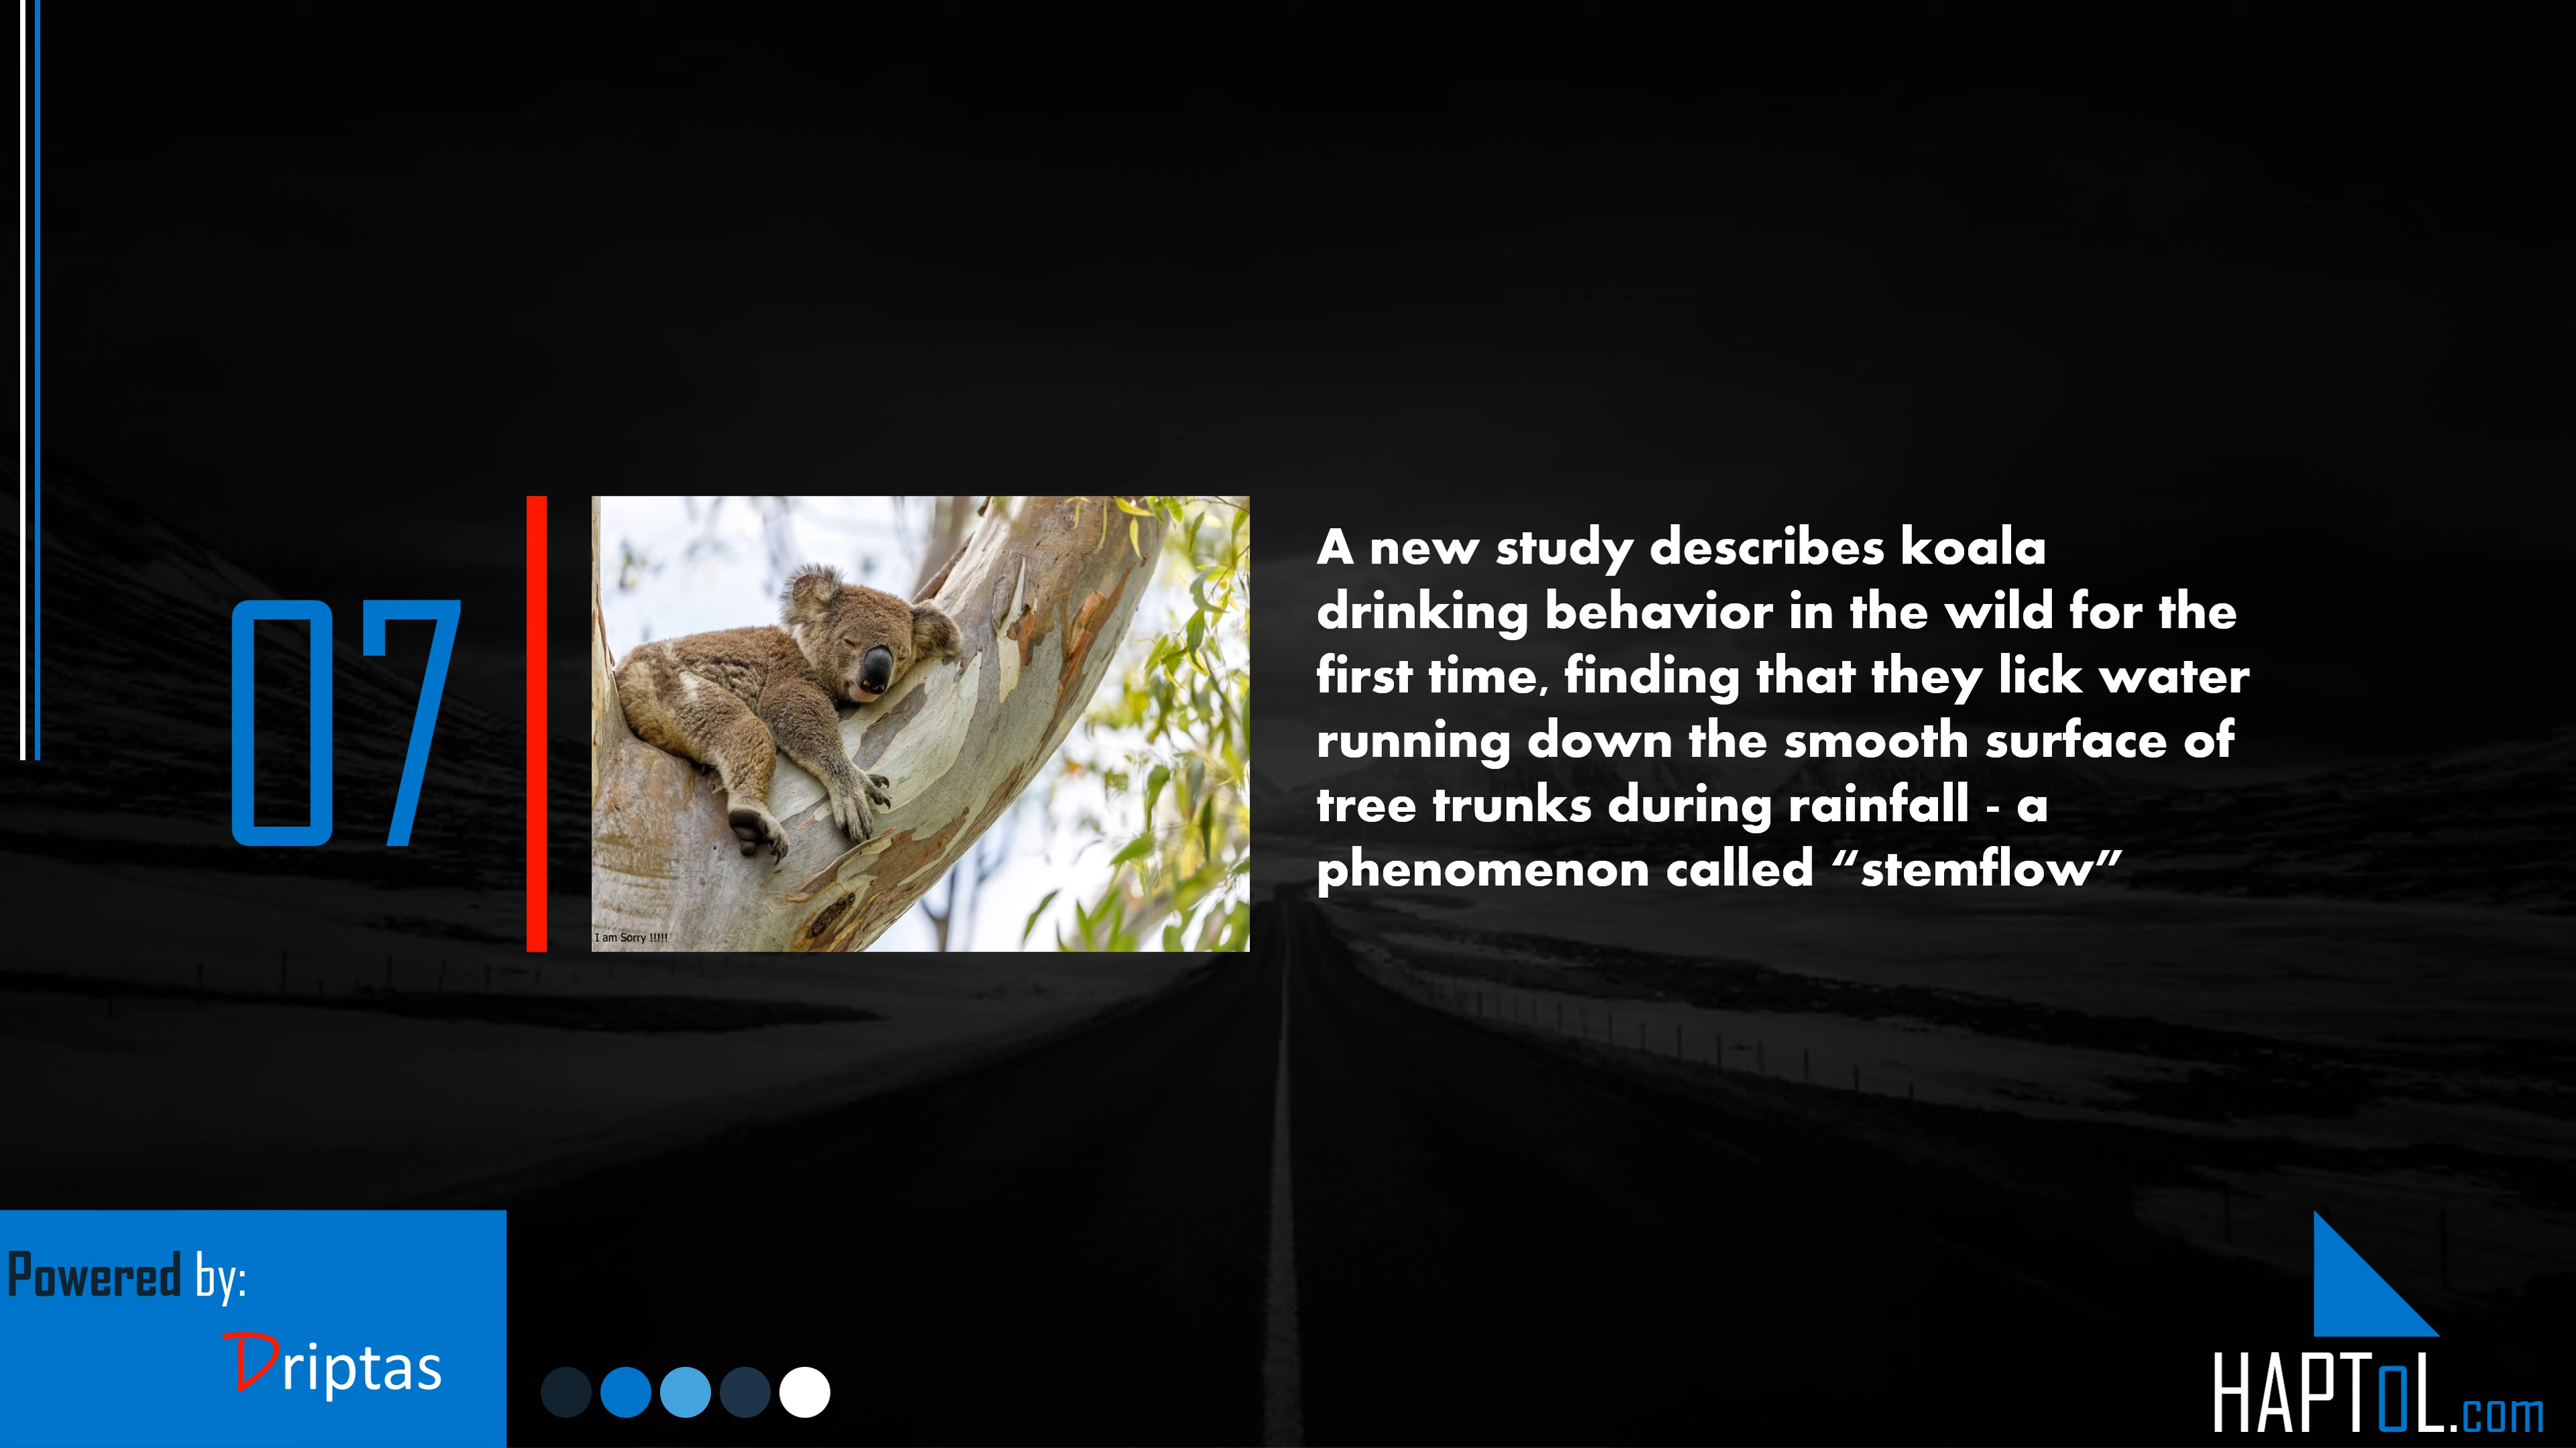 07
A new study describes koala
drinking behavior in the wild for the
first time, finding that they lick water
running down the smooth surface of
tree trunks during rainfall - a
phenomenon called “stemflow”
I am Sorry !!!!!
Powered by:
Driptas
HAPToL.com